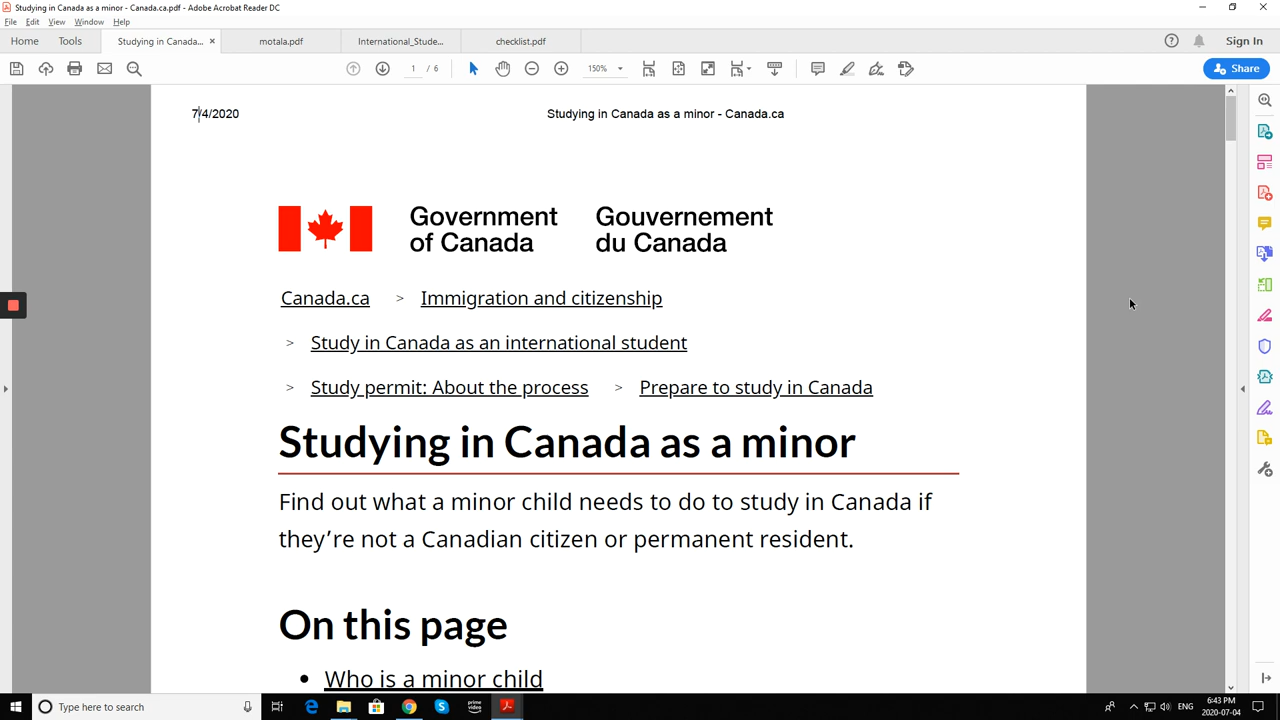 Studying in Canada as a minor - Canada.ca.pdf - Adobe Acrobat Reader DC
File Edit View Window Help
Home Tools Studying in Canada... × motala.pdf International_Stude... checklist.pdf Sign In
1 / 6 150% Share
7/4/2020 Studying in Canada as a minor - Canada.ca
Government Gouvernement
of Canada du Canada
Canada.ca > Immigration and citizenship
> Study in Canada as an international student
> Study permit: About the process > Prepare to study in Canada
Studying in Canada as a minor
Find out what a minor child needs to do to study in Canada if
they're not a Canadian citizen or permanent resident.
On this page
• Who is a minor child
Type here to search prime video ENG 6:43 PM
2020-07-04